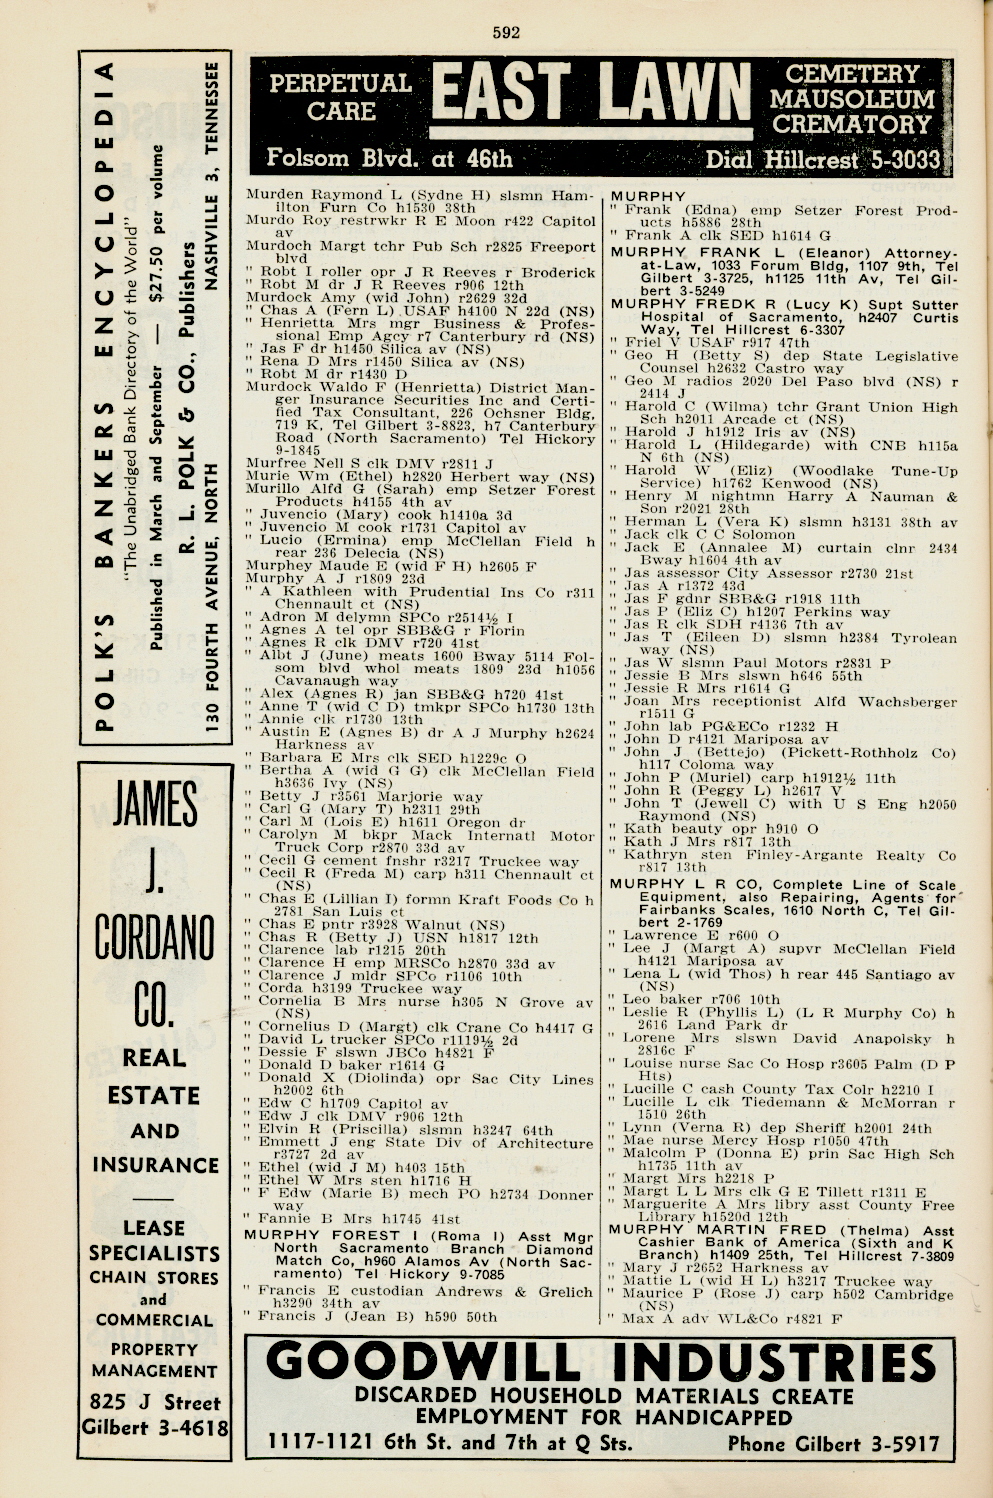 592
POLK'S BANKERS ENCYCLOPEDIA
"The Unabridged Bank Directory of the World"
Published in March and September — $27.50 per volume
R. L. POLK & CO., Publishers
130 FOURTH AVENUE, NORTH NASHVILLE 3, TENNESSEE
JAMES
J.
CORDANO
CO.
REAL
ESTATE
AND
INSURANCE
LEASE
SPECIALISTS
CHAIN STORES
and
COMMERCIAL
PROPERTY
MANAGEMENT
825 J Street
Gilbert 3-4618
PERPETUAL
CARE
EAST LAWN
CEMETERY
MAUSOLEUM
CREMATORY
Folsom Blvd. at 46th
Dial Hillcrest 5-3033
Murden Raymond L (Sydne H) slsmn Ham-
ilton Furn Co h1530 38th
Murdo Roy restrwkr B E Moon r422 Capitol
av
Murdoch Margt tchr Pub Sch r2825 Freeport
blvd
" Robt I roller opr J R Reeves r Broderick
" Robt M dr J R Reeves r906 12th
Murdock Amy (wid John) r2629 32d
" Chas A (Fern L) USAF h4100 N 22d (NS)
" Henrietta Mrs mgr Business & Profes-
sional Emp Agcy r7 Canterbury rd (NS)
" Jas F dr h1450 Silica av (NS)
" Rena D Mrs r1450 Silica av (NS)
" Robt M dr r1430 D
Murdock Waldo F (Henrietta) District Man-
ger Insurance Securities Inc and Certi-
fied Tax Consultant, 226 Ochsner Bldg,
719 K, Tel Gilbert 3-8823, h7 Canterbury
Road (North Sacramento) Tel Hickory
9-1845
Murfree Nell S clk DMV r2811 J
Murie Wm (Ethel) h2820 Herbert way (NS)
Murillo Alfd G (Sarah) emp Setzer Forest
Products h4155 4th av
" Juvencio (Mary) cook h1410a 3d
" Juvencio M cook r1731 Capitol av
" Lucio (Ermina) emp McClellan Field h
rear 236 Delecia (NS)
Murphey Maude E (wid F H) h2605 F
Murphy A J r1809 23d
" A Kathleen with Prudential Ins Co r311
Chennault ct (NS)
" Adron M delymn SPCo r2514½ I
" Agnes A tel opr SBB&G r Florin
" Agnes R clk DMV r720 41st
" Albt J (June) meats 1600 Bway 5114 Fol-
som blvd whol meats 1809 23d h1056
Cavanaugh way
" Alex (Agnes R) jan SBB&G h720 41st
" Anne T (wid C D) tmkpr SPCo h1730 13th
" Annie clk r1730 13th
" Austin E (Agnes B) dr A J Murphy h2624
Harkness av
" Barbara E Mrs clk SED h1229c O
" Bertha A (wid G G) clk McClellan Field
h3636 Ivy (NS)
" Betty J r3561 Marjorie way
" Carl G (Mary T) h2311 29th
" Carl M (Lois E) h1611 Oregon dr
" Carolyn M bkpr Mack Internatl Motor
Truck Corp r2870 33d av
" Cecil G cement fnshr r3217 Truckee way
" Cecil R (Freda M) carp h311 Chennault ct
(NS)
" Chas E (Lillian I) formn Kraft Foods Co h
2781 San Luis ct
" Chas E pntr r3928 Walnut (NS)
" Chas R (Betty J) USN h1817 12th
" Clarence lab r1215 20th
" Clarence H emp MRSCo h2870 33d av
" Clarence J mldr SPCo r1106 10th
" Corda h3199 Truckee way
" Cornelia B Mrs nurse h305 N Grove av
(NS)
" Cornelius D (Margt) clk Crane Co h4417 G
" David L trucker SPCo r1119½ 2d
" Dessie F slswn JBCo h4821 F
" Donald D baker r1614 G
" Donald X (Diolinda) opr Sac City Lines
h2002 6th
" Edw C h1709 Capitol av
" Edw J clk DMV r906 12th
" Elvin R (Priscilla) slsmn h3247 64th
" Emmett J eng State Div of Architecture
r3727 2d av
" Ethel (wid J M) h403 15th
" Ethel W Mrs sten h1716 H
" F Edw (Marie B) mech PO h2734 Donner
way
" Fannie B Mrs h1745 41st
MURPHY FOREST I (Roma I) Asst Mgr
North Sacramento Branch Diamond
Match Co, h960 Alamos Av (North Sac-
ramento) Tel Hickory 9-7085
" Francis E custodian Andrews & Grelich
h3290 34th av
" Francis J (Jean B) h590 50th
MURPHY
" Frank (Edna) emp Setzer Forest Prod-
ucts h5886 28th
" Frank A clk SED h1614 G
MURPHY FRANK L (Eleanor) Attorney-
at-Law, 1033 Forum Bldg, 1107 9th, Tel
Gilbert 3-3725, h1125 11th Av, Tel Gil-
bert 3-5249
MURPHY FREDK R (Lucy K) Supt Sutter
Hospital of Sacramento, h2407 Curtis
Way, Tel Hillcrest 6-3307
" Friel V USAF r917 47th
" Geo H (Betty S) dep State Legislative
Counsel h2632 Castro way
" Geo M radios 2020 Del Paso blvd (NS) r
2414 J
" Harold C (Wilma) tchr Grant Union High
Sch h2011 Arcade ct (NS)
" Harold J h1912 Iris av (NS)
" Harold L (Hildegarde) with CNB h115a
N 6th (NS)
" Harold W (Eliz) (Woodlake Tune-Up
Service) h1762 Kenwood (NS)
" Henry M nightmn Harry A Nauman &
Son r2021 28th
" Herman L (Vera K) slsmn h3131 38th av
" Jack clk C C Solomon
" Jack E (Annalee M) curtain clnr 2434
Bway h1604 4th av
" Jas assessor City Assessor r2730 21st
" Jas A r1372 43d
" Jas F gdnr SBB&G r1918 11th
" Jas P (Eliz C) h1207 Perkins way
" Jas R clk SDH r4136 7th av
" Jas T (Eileen D) slsmn h2384 Tyrolean
way (NS)
" Jas W slsmn Paul Motors r2831 P
" Jessie B Mrs slswn h646 55th
" Jessie R Mrs r1614 G
" Joan Mrs receptionist Alfd Wachsberger
r1511 G
" John lab PG&ECo r1232 H
" John D r4121 Mariposa av
" John J (Bettejo) (Pickett-Rothholz Co)
h117 Coloma way
" John P (Muriel) carp h1912½ 11th
" John R (Peggy L) h2617 V
" John T (Jewell C) with U S Eng h2050
Raymond (NS)
" Kath beauty opr h910 O
" Kath J Mrs r817 13th
" Kathryn sten Finley-Argante Realty Co
r817 13th
MURPHY L R CO, Complete Line of Scale
Equipment, also Repairing, Agents for
Fairbanks Scales, 1610 North C, Tel Gil-
bert 2-1769
" Lawrence E r600 O
" Lee J (Margt A) supvr McClellan Field
h4121 Mariposa av
" Lena L (wid Thos) h rear 445 Santiago av
(NS)
" Leo baker r706 10th
" Leslie R (Phyllis L) (L R Murphy Co) h
2616 Land Park dr
" Lorene Mrs slswn David Anapolsky h
2816c F
" Louise nurse Sac Co Hosp r3605 Palm (D P
Hts)
" Lucille C cash County Tax Colr h2210 I
" Lucille L clk Tiedemann & McMorran r
1510 26th
" Lynn (Verna R) dep Sheriff h2001 24th
" Mae nurse Mercy Hosp r1050 47th
" Malcolm P (Donna E) prin Sac High Sch
h1735 11th av
" Margt Mrs h2218 P
" Margt L L Mrs clk G E Tillett r1311 E
" Marguerite A Mrs libry asst County Free
Library h1520d 12th
MURPHY MARTIN FRED (Thelma) Asst
Cashier Bank of America (Sixth and K
Branch) h1409 25th, Tel Hillcrest 7-3809
" Mary J r2652 Harkness av
" Mattie L (wid H L) h3217 Truckee way
" Maurice P (Rose J) carp h502 Cambridge
(NS)
" Max A adv WL&Co r4821 F
GOODWILL INDUSTRIES
DISCARDED HOUSEHOLD MATERIALS CREATE
EMPLOYMENT FOR HANDICAPPED
1117-1121 6th St. and 7th at Q Sts. Phone Gilbert 3-5917